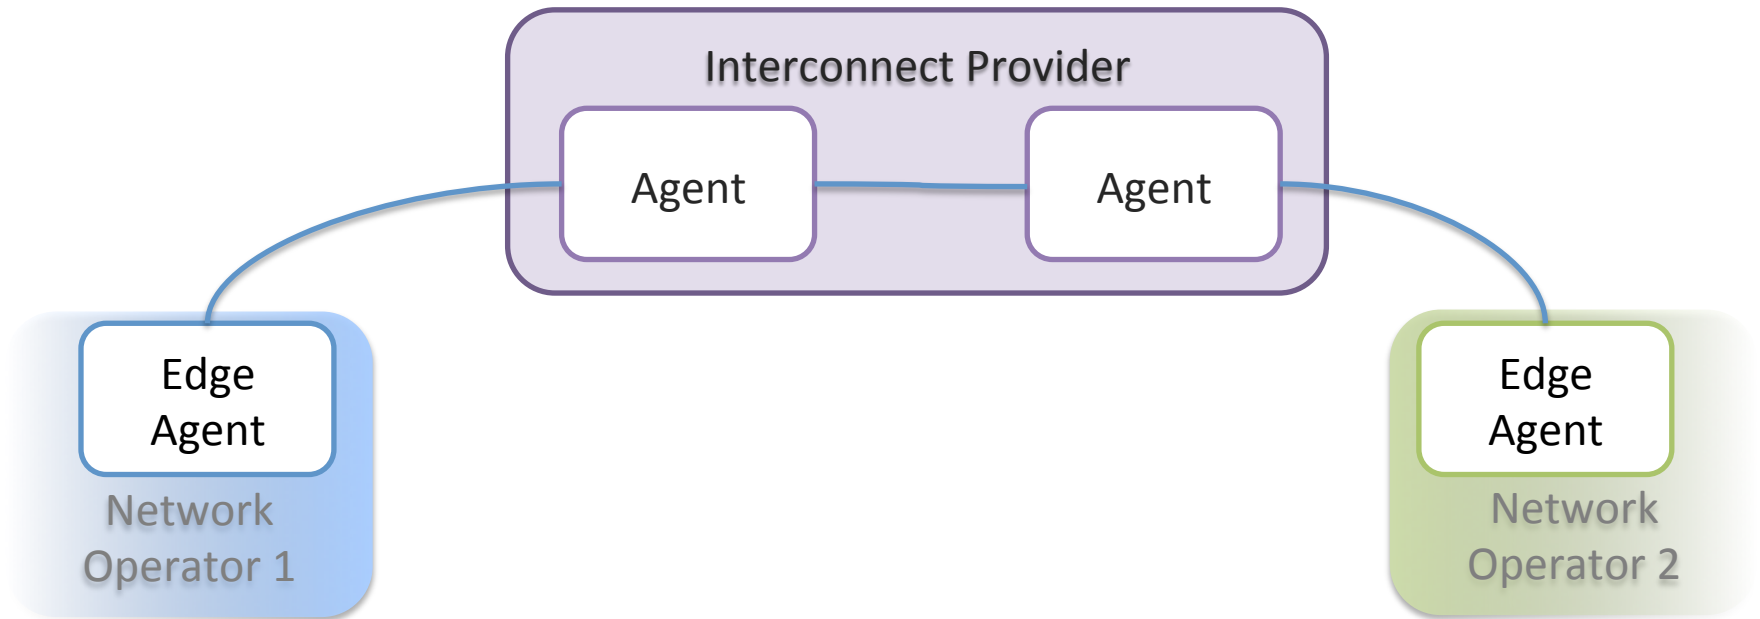 Interconnect Provider
Agent
Agent
Edge
Agent
Network
Operator 1
Edge
Agent
Network
Operator 2